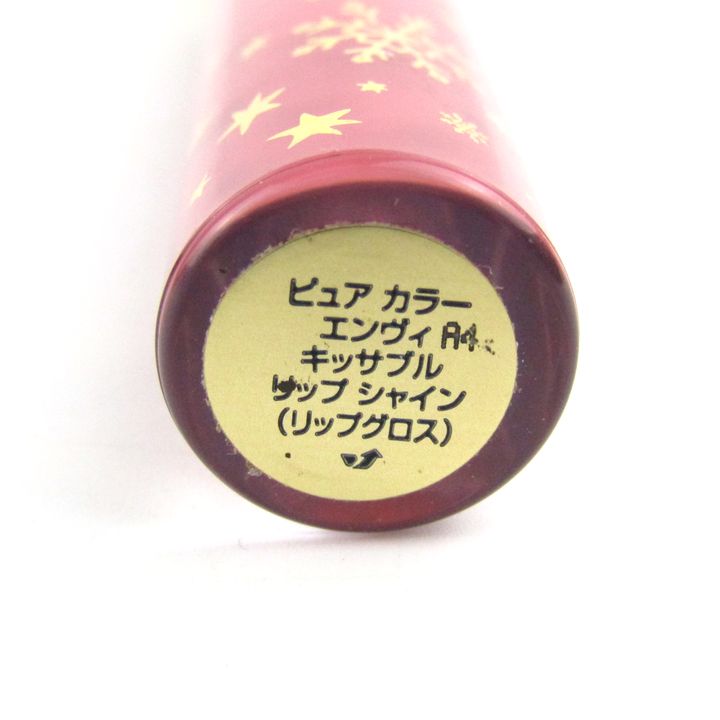 ピュア カラー
エンヴィ A4
キッサブル
リップ シャイン
(リップグロス)